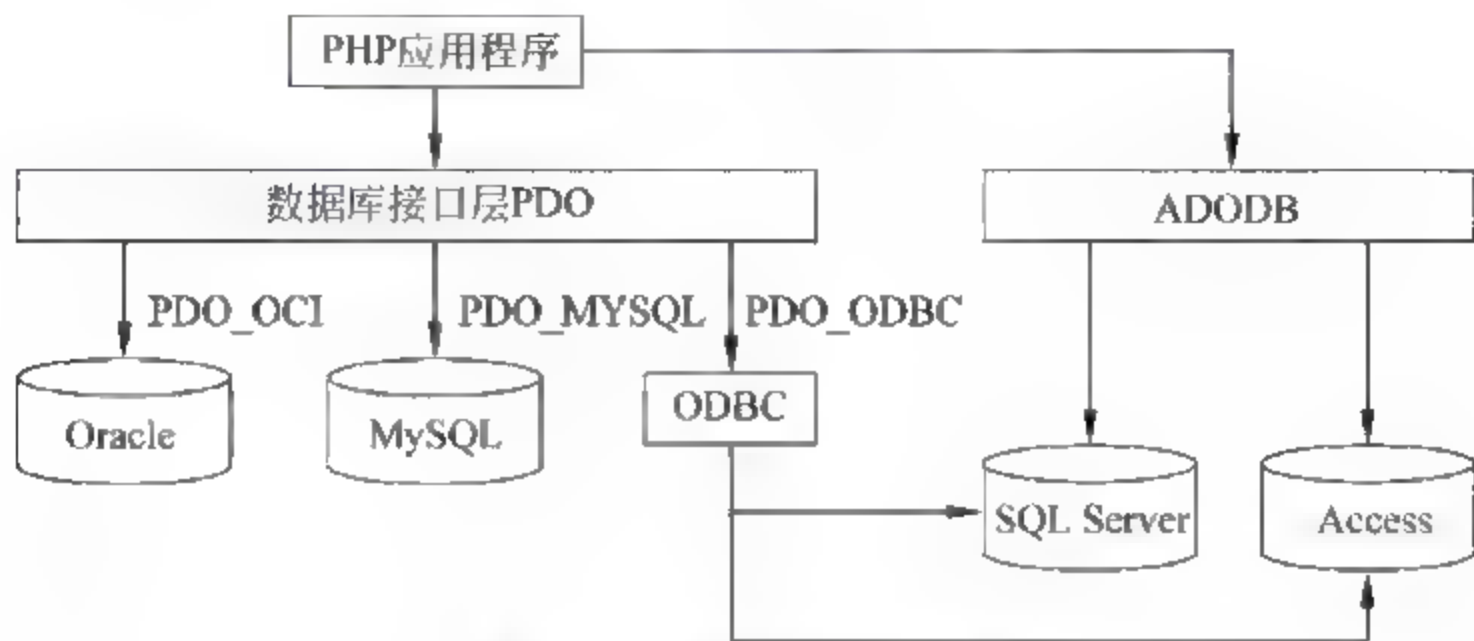 PHP应用程序
数据库接口层PDO
ADODB
PDO_OCI
PDO_MYSQL
PDO_ODBC
Oracle
MySQL
ODBC
SQL Server
Access